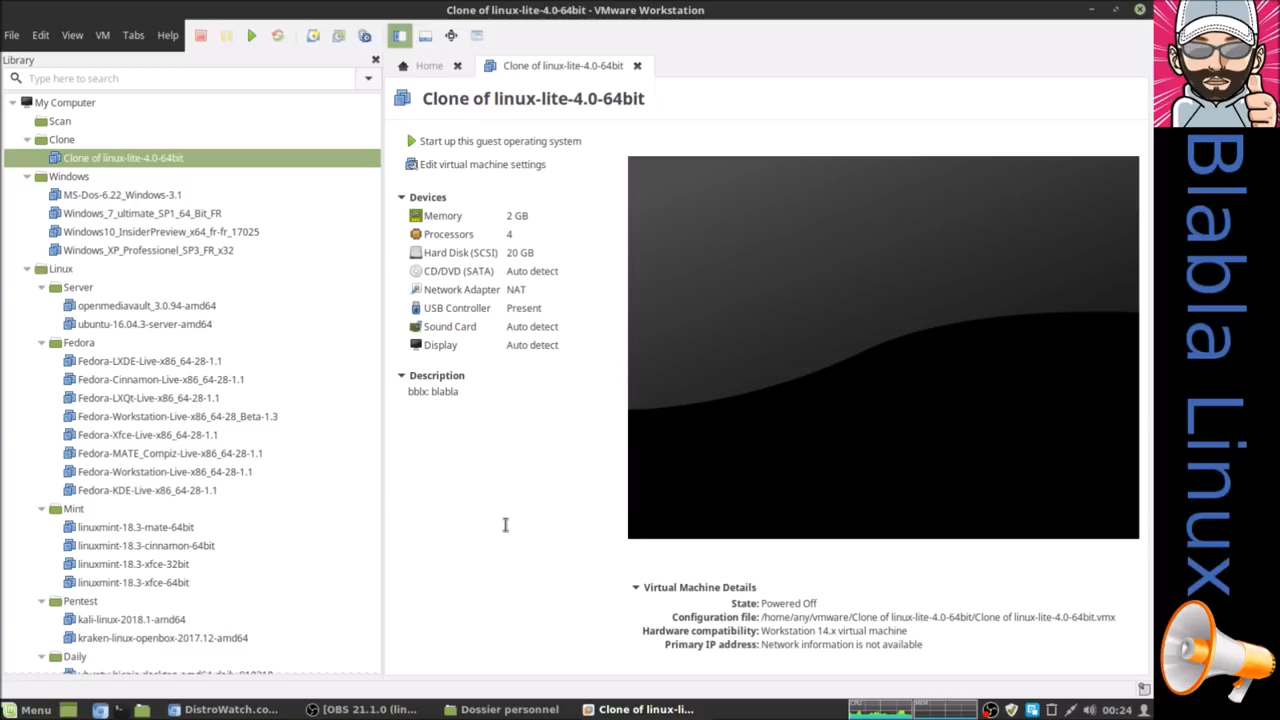 Clone of linux-lite-4.0-64bit - VMware Workstation
File Edit View VM Tabs Help
Library
Type here to search
My Computer
Scan
Clone
Clone of linux-lite-4.0-64bit
Windows
MS-Dos-6.22_Windows-3.1
Windows_7_ultimate_SP1_64_Bit_FR
Windows10_InsiderPreview_x64_fr-fr_17025
Windows_XP_Professionel_SP3_FR_x32
Linux
Server
openmediavault_3.0.94-amd64
ubuntu-16.04.3-server-amd64
Fedora
Fedora-LXDE-Live-x86_64-28-1.1
Fedora-Cinnamon-Live-x86_64-28-1.1
Fedora-LXQt-Live-x86_64-28-1.1
Fedora-Workstation-Live-x86_64-28_Beta-1.3
Fedora-Xfce-Live-x86_64-28-1.1
Fedora-MATE_Compiz-Live-x86_64-28-1.1
Fedora-Workstation-Live-x86_64-28-1.1
Fedora-KDE-Live-x86_64-28-1.1
Mint
linuxmint-18.3-mate-64bit
linuxmint-18.3-cinnamon-64bit
linuxmint-18.3-xfce-32bit
linuxmint-18.3-xfce-64bit
Pentest
kali-linux-2018.1-amd64
kraken-linux-openbox-2017.12-amd64
Daily
Home
Clone of linux-lite-4.0-64bit
Clone of linux-lite-4.0-64bit
Start up this guest operating system
Edit virtual machine settings
Devices
Memory 2 GB
Processors 4
Hard Disk (SCSI) 20 GB
CD/DVD (SATA) Auto detect
Network Adapter NAT
USB Controller Present
Sound Card Auto detect
Display Auto detect
Description
bblx: blabla
Virtual Machine Details
State: Powered Off
Configuration file: /home/any/vmware/Clone of linux-lite-4.0-64bit/Clone of linux-lite-4.0-64bit.vmx
Hardware compatibility: Workstation 14.x virtual machine
Primary IP address: Network information is not available
Blabla Linux
Menu
DistroWatch.co...
[OBS 21.1.0 (lin...
Dossier personnel
Clone of linux-li...
CPU
MEM
00:24